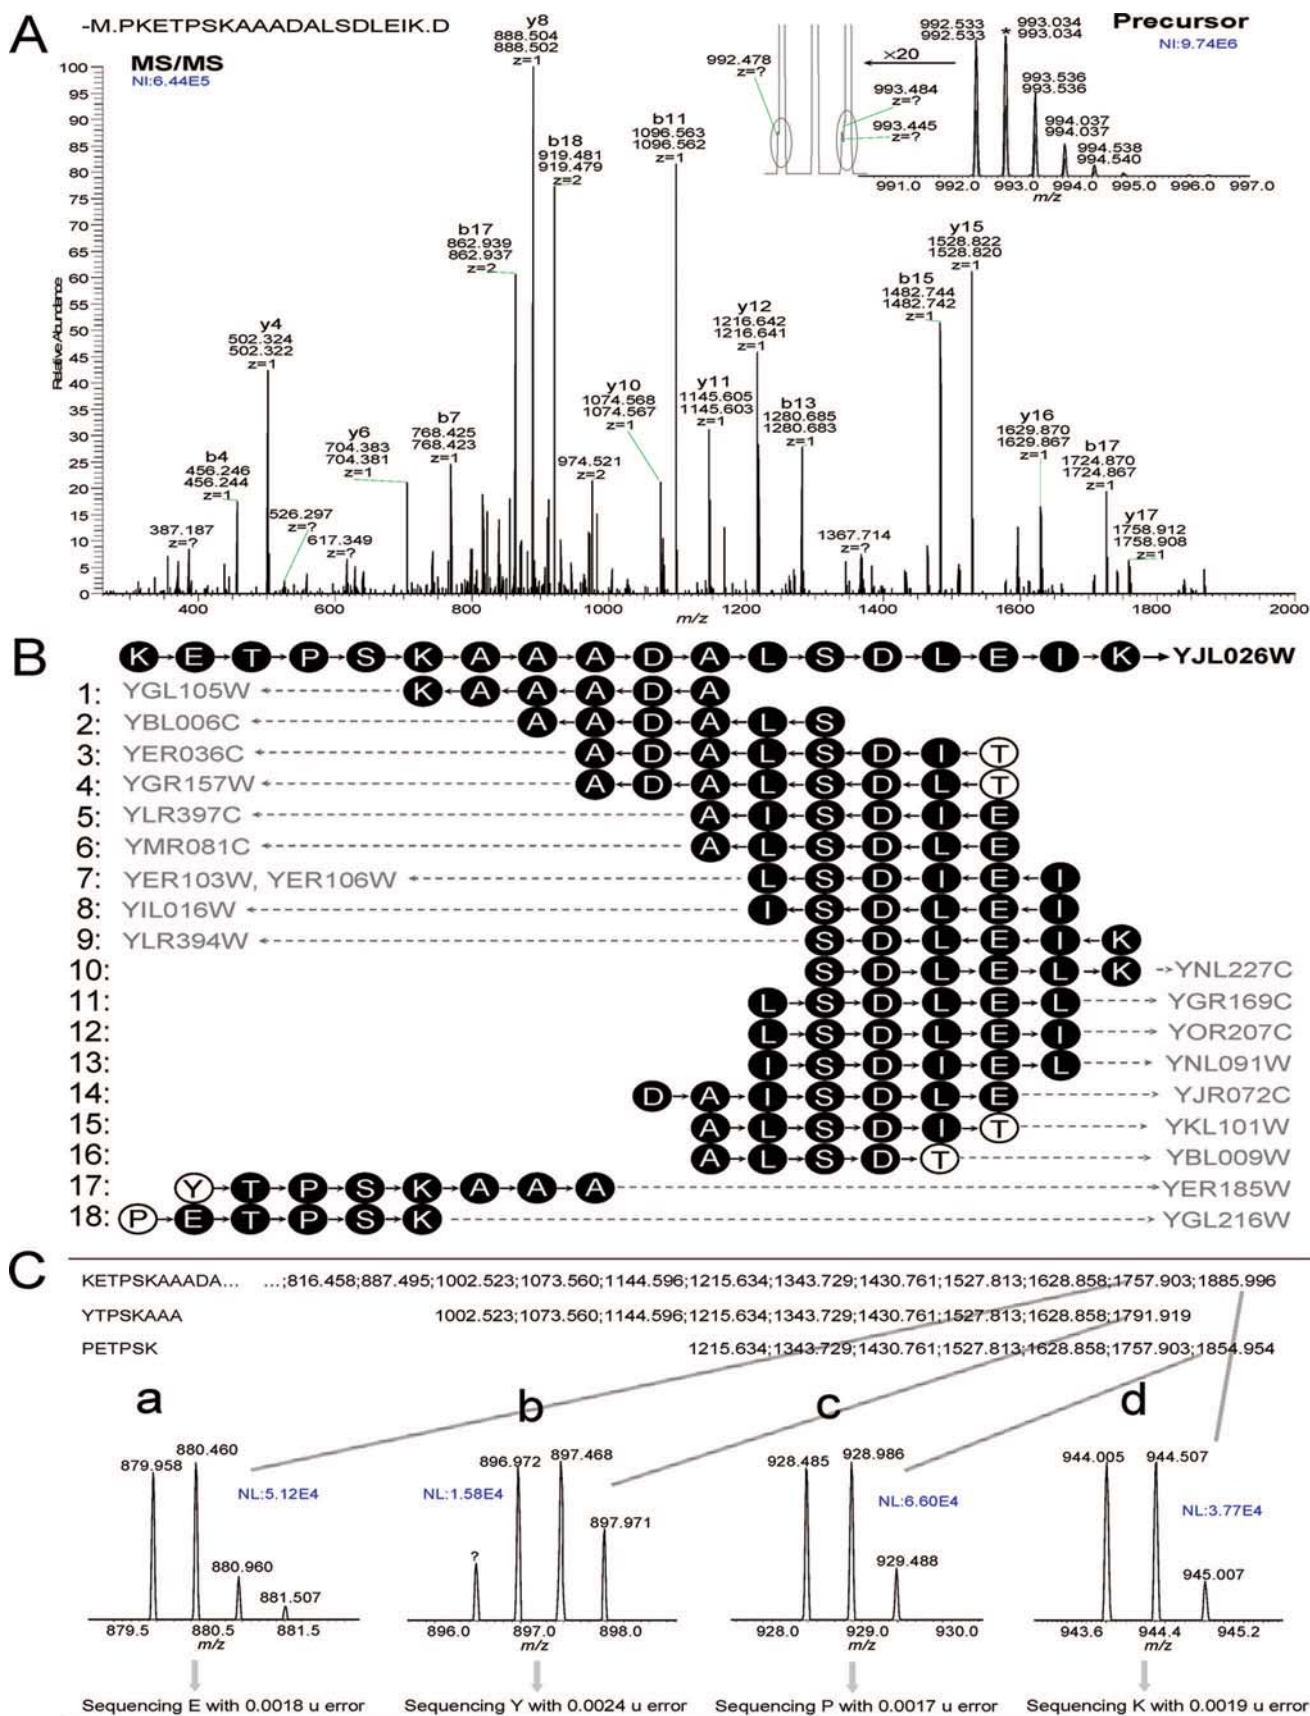 A
-M.PKETPSKAAADALSDLEIK.D
MS/MS
NI:6.44E5
Relative Abundance
100
95
90
85
80
75
70
65
60
55
50
45
40
35
30
25
20
15
10
5
0
400
600
800
1000
1200
1400
1600
1800
2000
m/z
387.187
z=?
b4
456.246
456.244
z=1
y4
502.324
502.322
z=1
526.297
z=?
617.349
z=?
y6
704.383
704.381
z=1
b7
768.425
768.423
z=1
b17
862.939
862.937
z=2
y8
888.504
888.502
z=1
b18
919.481
919.479
z=2
974.521
z=2
y10
1074.568
1074.567
z=1
b11
1096.563
1096.562
z=1
y11
1145.605
1145.603
z=1
y12
1216.642
1216.641
z=1
b13
1280.685
1280.683
z=1
1367.714
z=?
b15
1482.744
1482.742
z=1
y15
1528.822
1528.820
z=1
y16
1629.870
1629.867
z=1
b17
1724.870
1724.867
z=1
y17
1758.912
1758.908
z=1
Precursor
NI:9.74E6
992.478
z=?
×20
993.484
z=?
993.445
z=?
992.533
992.533
*
993.034
993.034
993.536
993.536
994.037
994.037
994.538
994.540
991.0 992.0 993.0 994.0 995.0 996.0 997.0
m/z
B
K E T P S K A A A D A L S D L E I K YJL026W
1: YGL105W K A A A D A
2: YBL006C A A D A L S
3: YER036C A D A L S D I T
4: YGR157W A D A L S D L T
5: YLR397C A I S D I E
6: YMR081C A L S D L E
7: YER103W, YER106W L S D I E I
8: YIL016W I S D L E I
9: YLR394W S D L E I K
10: S D L E L K YNL227C
11: L S D L E L YGR169C
12: L S D L E I YOR207C
13: I S D I E L YNL091W
14: D A I S D L E YJR072C
15: A L S D I T YKL101W
16: A L S D T YBL009W
17: Y T P S K A A A YER185W
18: P E T P S K YGL216W
C
KETPSKAAADA... ...;816.458;887.495;1002.523;1073.560;1144.596;1215.634;1343.729;1430.761;1527.813;1628.858;1757.903;1885.996
YTPSKAAA 1002.523;1073.560;1144.596;1215.634;1343.729;1430.761;1527.813;1628.858;1791.919
PETPSK 1215.634;1343.729;1430.761;1527.813;1628.858;1757.903;1854.954
a
879.958
880.460
NL:5.12E4
880.960
881.507
879.5 880.5 881.5
m/z
Sequencing E with 0.0018 u error
b
NL:1.58E4
?
896.972
897.468
897.971
896.0 897.0 898.0
m/z
Sequencing Y with 0.0024 u error
c
928.485
928.986
NL:6.60E4
929.488
928.0 929.0 930.0
m/z
Sequencing P with 0.0017 u error
d
944.005
944.507
NL:3.77E4
945.007
943.6 944.4 945.2
m/z
Sequencing K with 0.0019 u error